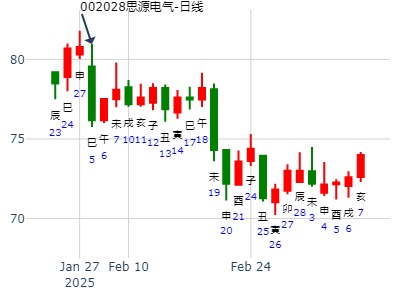 002028思源电气-日线
80
75
70
辰
23
巳
24
申
27
巳
5
午
6
未
7
戌
10
亥
11
子
12
丑
13
寅
14
巳
17
午
18
未
19
申
20
酉
21
子
24
丑
25
寅
26
卯
27
辰
28
未
3
申
4
酉
5
戌
6
亥
7
Jan 27
2025
Feb 10
Feb 24